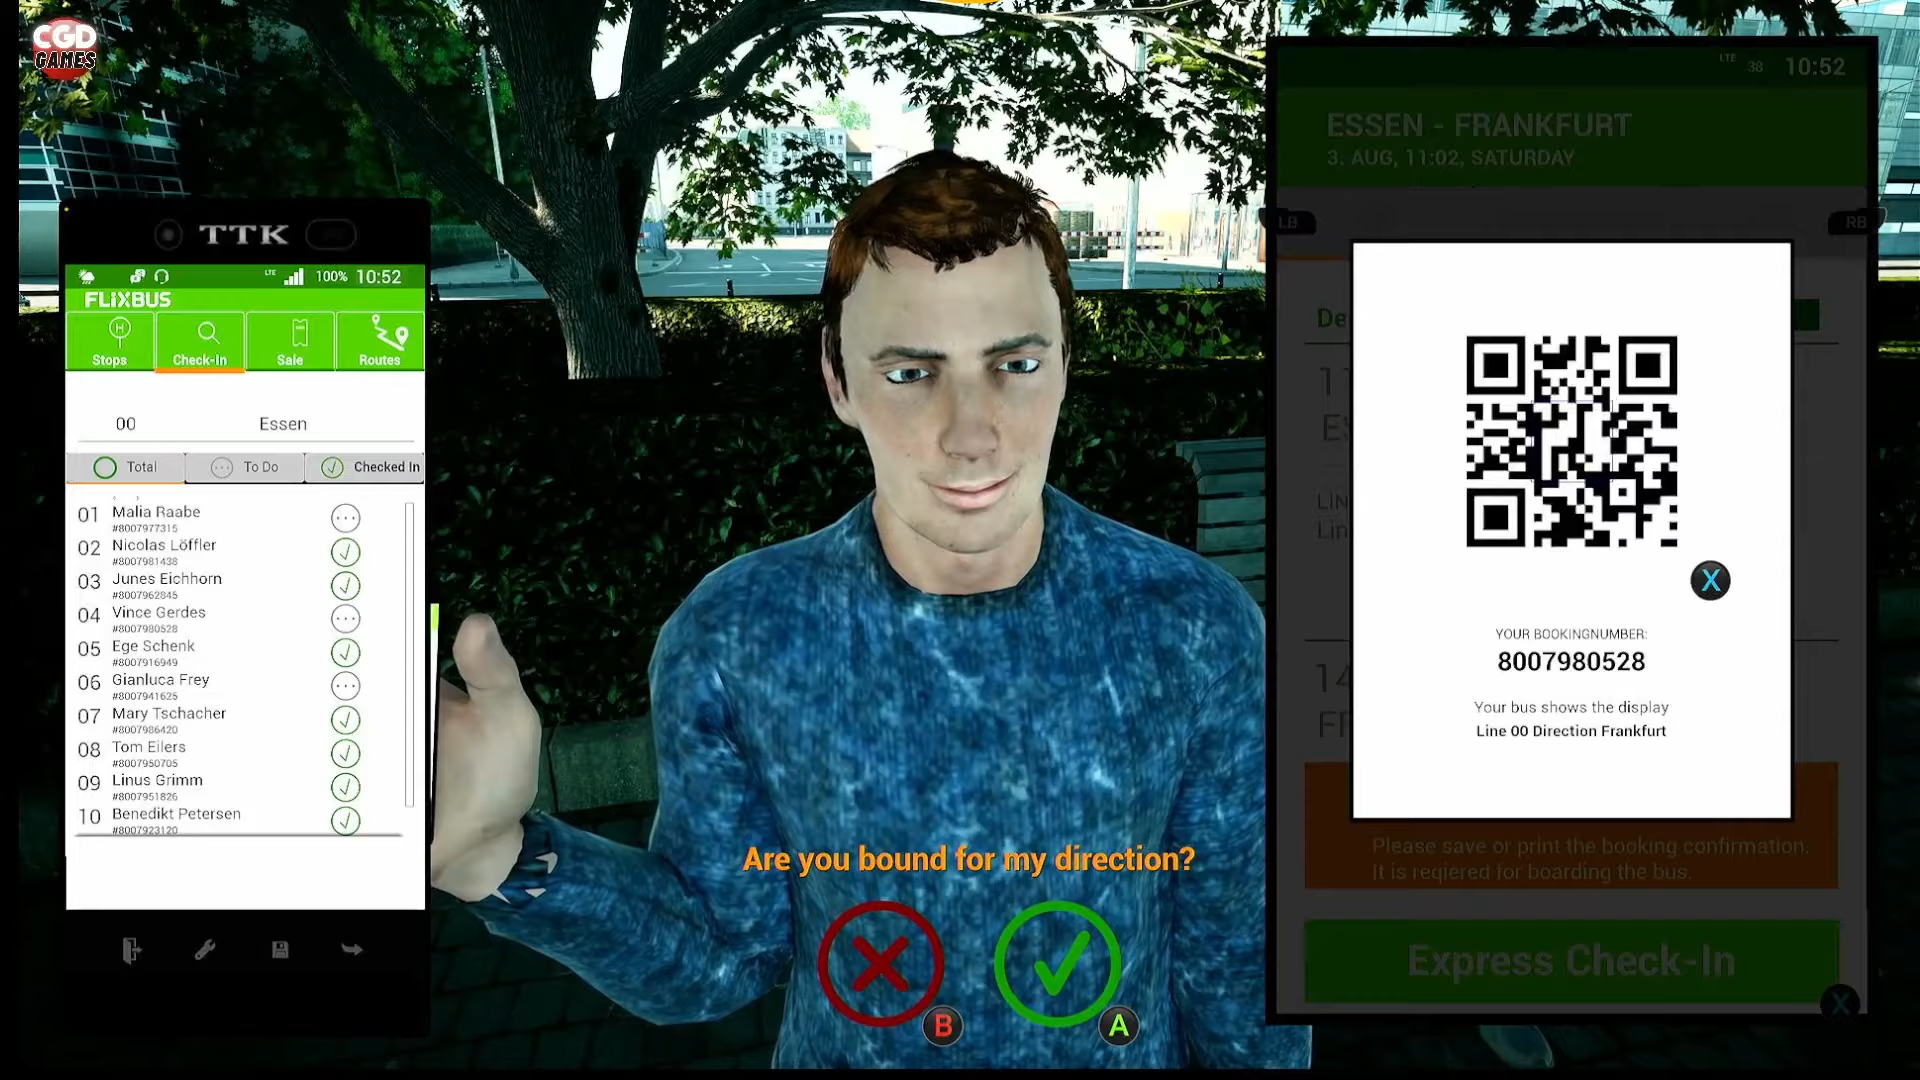 CGD
GAMES
TTK
LTE 100% 10:52
FLiXBUS
Stops
Check-In
Sale
Routes
00 Essen
Total
To Do
Checked In
01 Malia Raabe
#8007977315
02 Nicolas Löffler
#8007981438
03 Junes Eichhorn
#8007962845
04 Vince Gerdes
#8007980528
05 Ege Schenk
#8007916949
06 Gianluca Frey
#8007941625
07 Mary Tschacher
#8007986420
08 Tom Eilers
#8007950705
09 Linus Grimm
#8007951826
10 Benedikt Petersen
#8007923120
Are you bound for my direction?
B
A
LTE 38 10:52
ESSEN - FRANKFURT
3. AUG, 11:02, SATURDAY
LB
RB
De
X
YOUR BOOKINGNUMBER:
8007980528
Your bus shows the display
Line 00 Direction Frankfurt
Please save or print the booking confirmation.
It is reqiered for boarding the bus.
Express Check-In
X